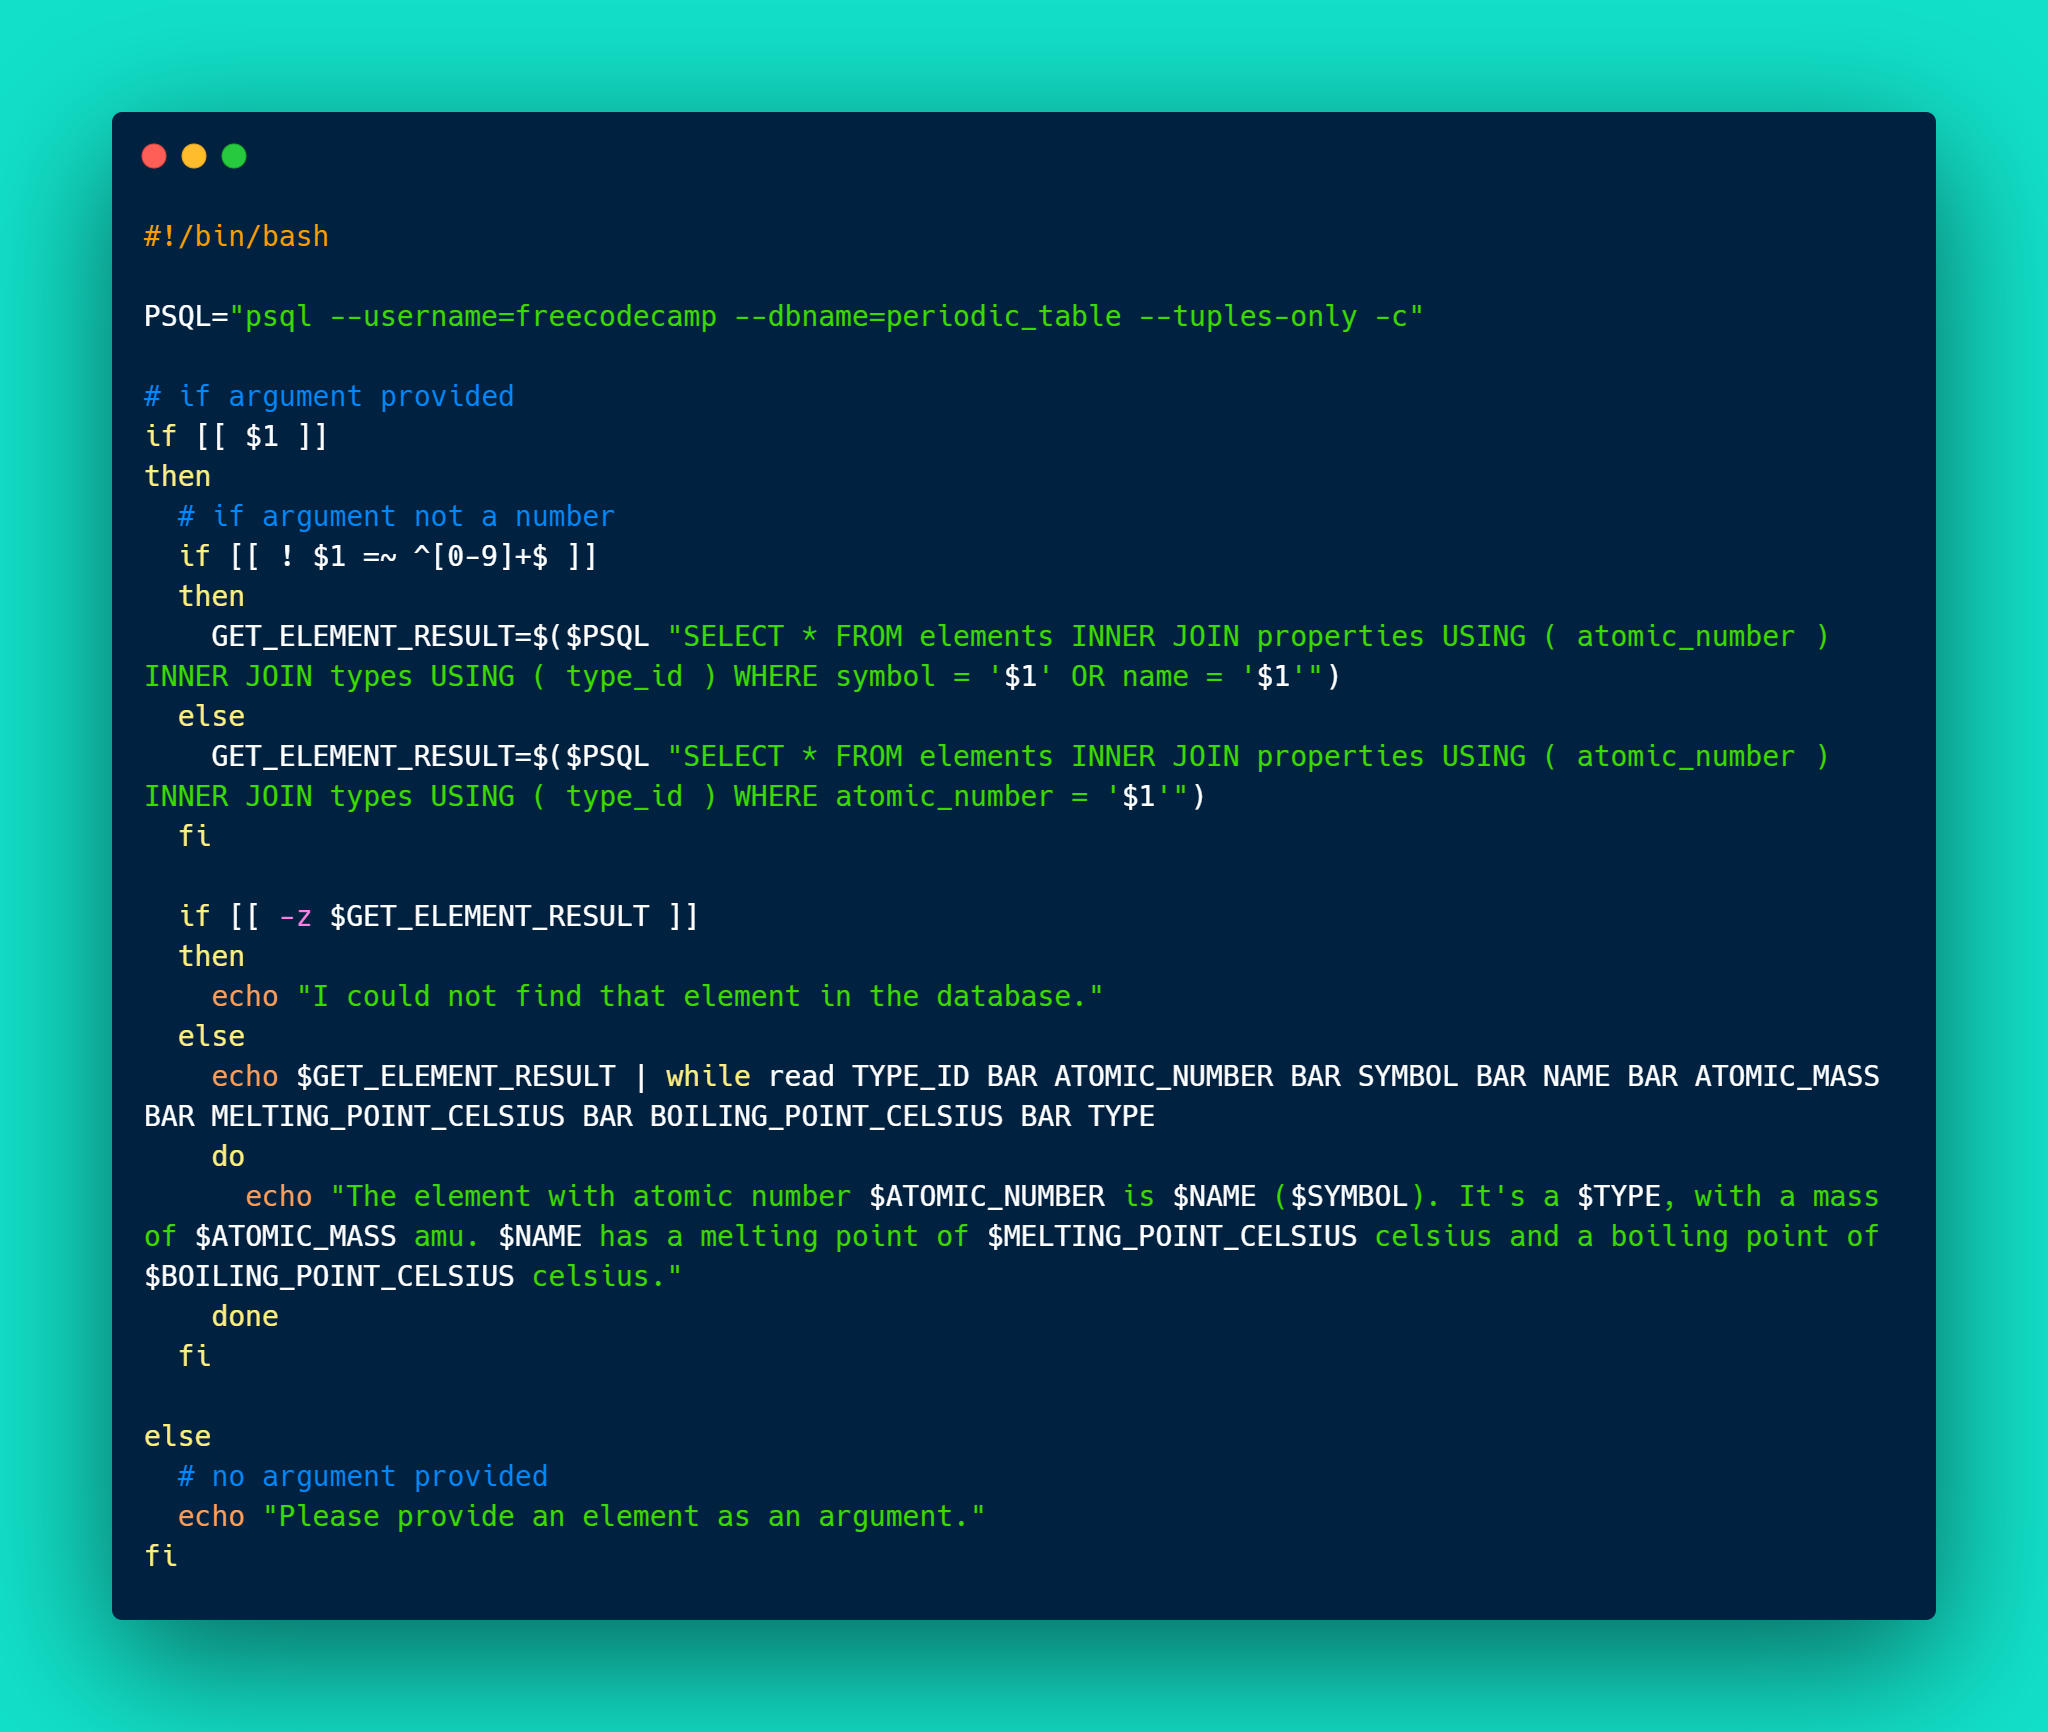 #!/bin/bash
PSQL="psql --username=freecodecamp --dbname=periodic_table --tuples-only -c"
# if argument provided
if [[ $1 ]]
then
  # if argument not a number
  if [[ ! $1 =~ ^[0-9]+$ ]]
  then
    GET_ELEMENT_RESULT=$($PSQL "SELECT * FROM elements INNER JOIN properties USING ( atomic_number )
INNER JOIN types USING ( type_id ) WHERE symbol = '$1' OR name = '$1'")
  else
    GET_ELEMENT_RESULT=$($PSQL "SELECT * FROM elements INNER JOIN properties USING ( atomic_number )
INNER JOIN types USING ( type_id ) WHERE atomic_number = '$1'")
  fi
  if [[ -z $GET_ELEMENT_RESULT ]]
  then
    echo "I could not find that element in the database."
  else
    echo $GET_ELEMENT_RESULT | while read TYPE_ID BAR ATOMIC_NUMBER BAR SYMBOL BAR NAME BAR ATOMIC_MASS
BAR MELTING_POINT_CELSIUS BAR BOILING_POINT_CELSIUS BAR TYPE
    do
      echo "The element with atomic number $ATOMIC_NUMBER is $NAME ($SYMBOL). It's a $TYPE, with a mass
of $ATOMIC_MASS amu. $NAME has a melting point of $MELTING_POINT_CELSIUS celsius and a boiling point of
$BOILING_POINT_CELSIUS celsius."
    done
  fi
else
  # no argument provided
  echo "Please provide an element as an argument."
fi